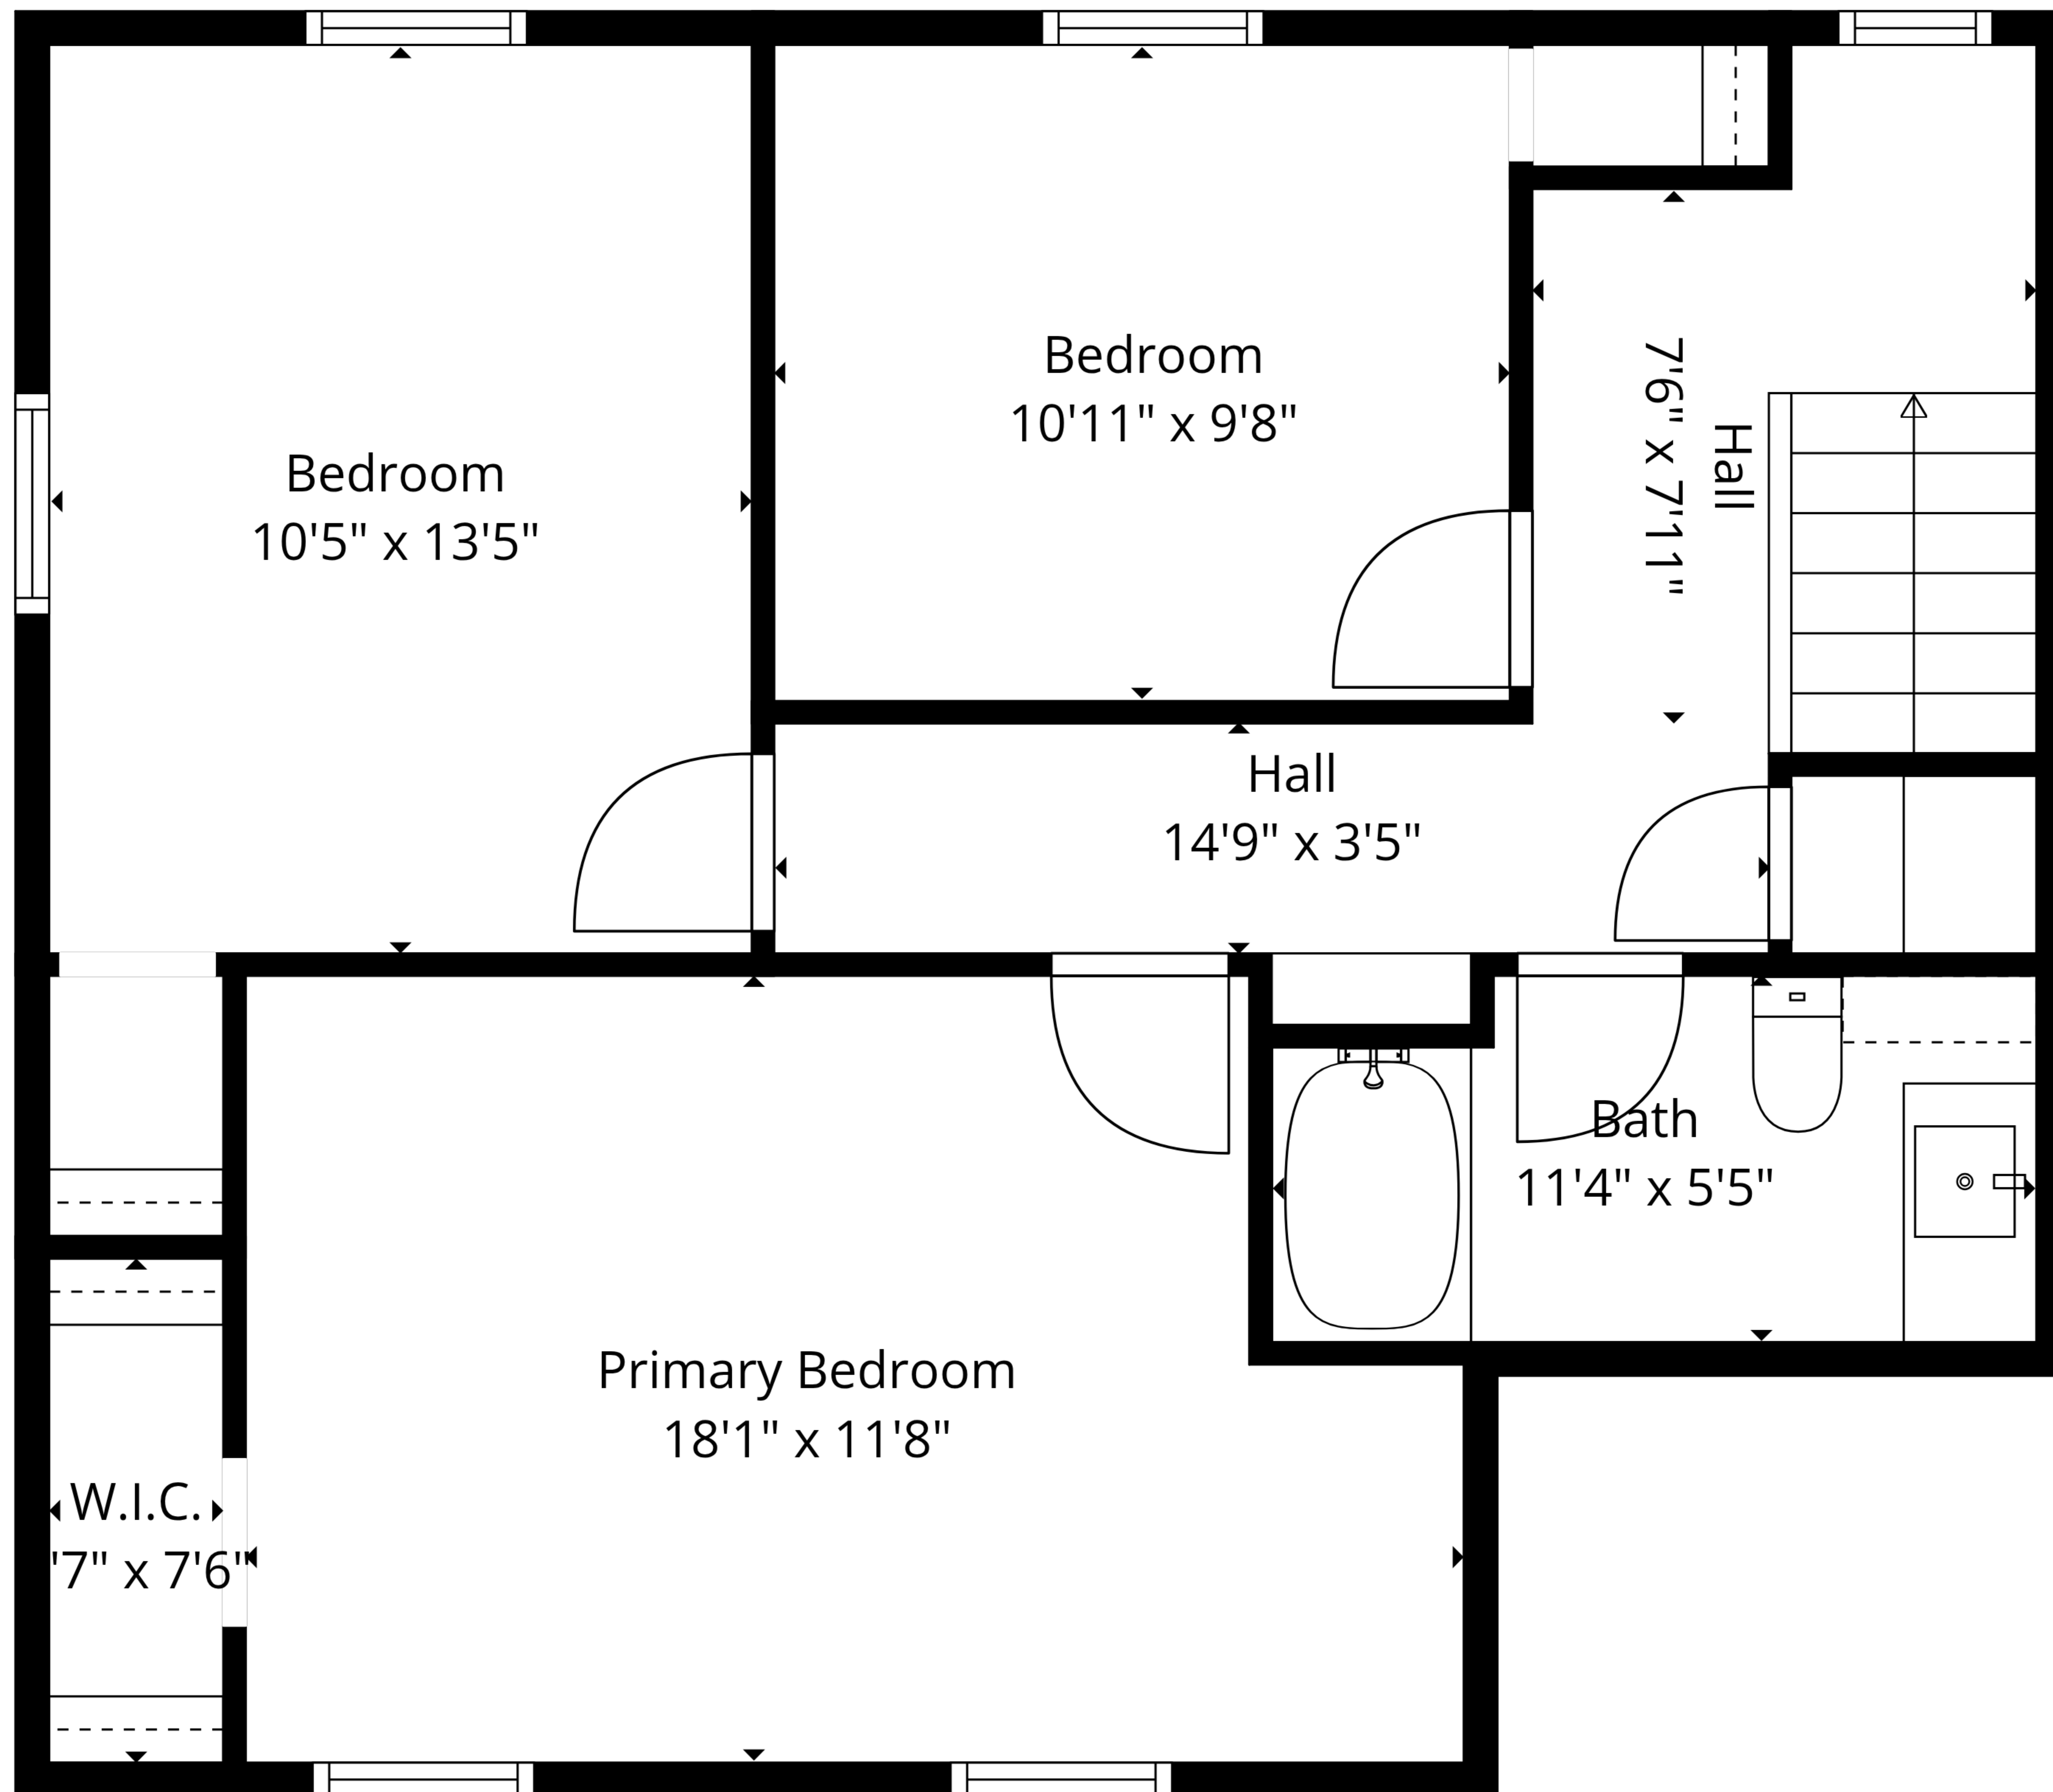 Bedroom
10'11" x 9'8"
Hall
7'6" x 7'11"
Bedroom
10'5" x 13'5"
Hall
14'9" x 3'5"
Bath
11'4" x 5'5"
Primary Bedroom
18'1" x 11'8"
W.I.C.
'7" x 7'6"